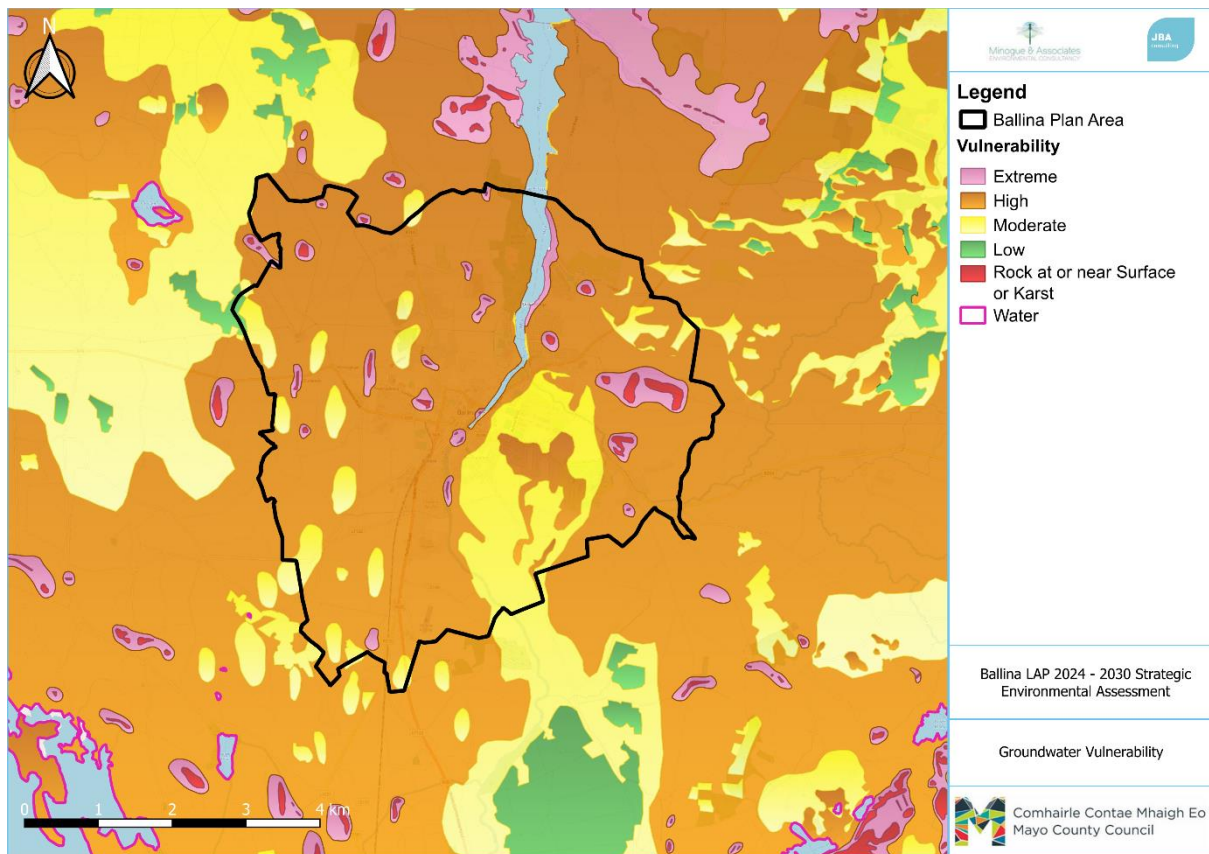 N
0 1 2 3 4 km
Minogue & Associates
ENVIRONMENTAL CONSULTANCY
JBA
consulting
Legend
Ballina Plan Area
Vulnerability
Extreme
High
Moderate
Low
Rock at or near Surface
or Karst
Water
Ballina LAP 2024 - 2030 Strategic
Environmental Assessment
Groundwater Vulnerability
Comhairle Contae Mhaigh Eo
Mayo County Council